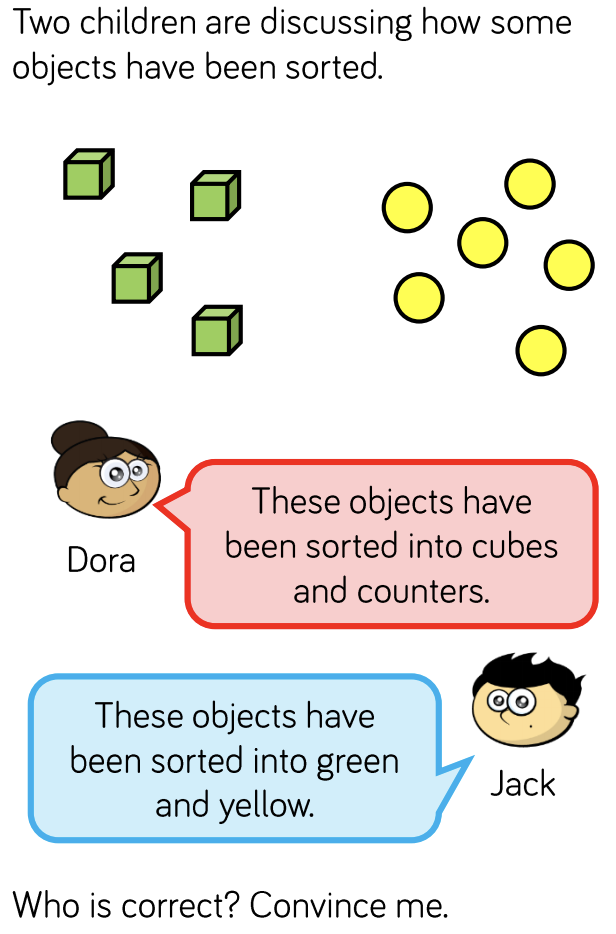 Two children are discussing how some
objects have been sorted.
Dora
These objects have
been sorted into cubes
and counters.
These objects have
been sorted into green
and yellow.
Jack
Who is correct? Convince me.